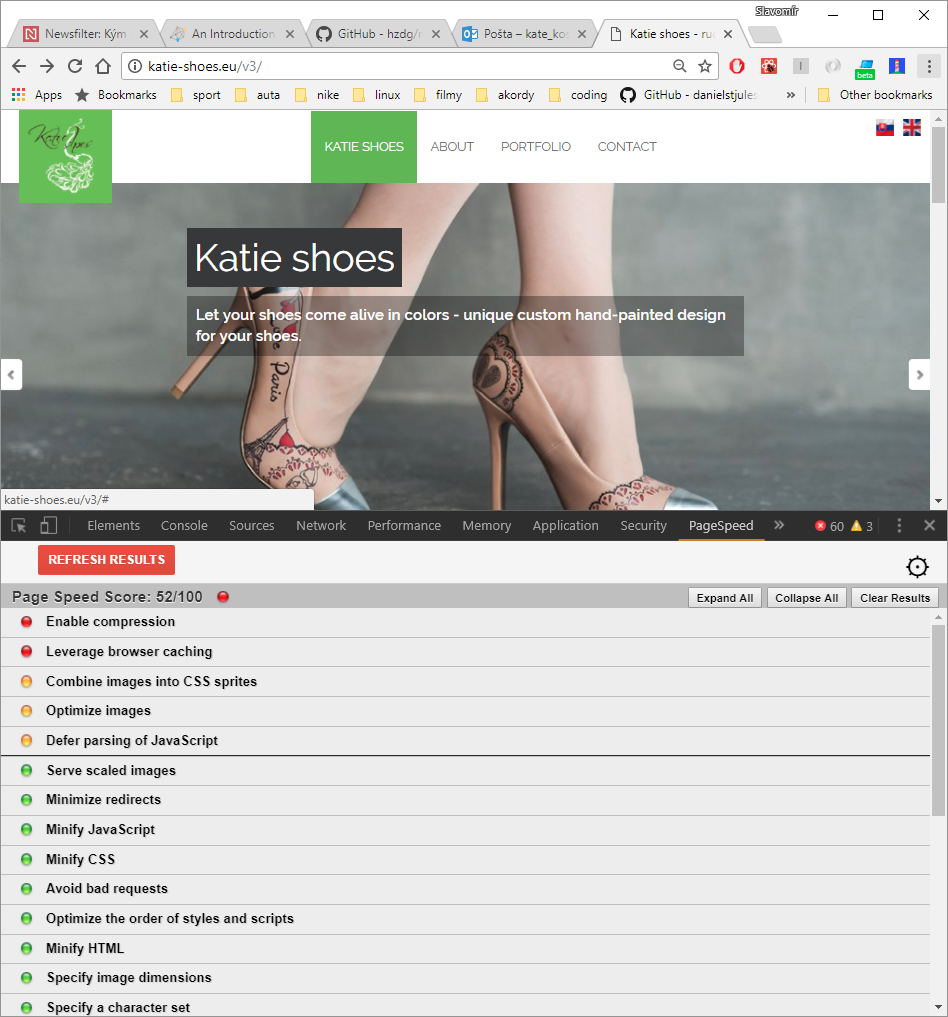 Slavomír
Newsfilter: Kým
An Introduction
GitHub - hzdg/r
Pošta – kate_kos
Katie shoes - ru
katie-shoes.eu/v3/
beta
Apps
Bookmarks
sport
auta
nike
linux
filmy
akordy
coding
GitHub - danielstjules
»
Other bookmarks
Katie
KATIE SHOES
ABOUT
PORTFOLIO
CONTACT
Katie shoes
Let your shoes come alive in colors - unique custom hand-painted design
for your shoes.
Paris
katie-shoes.eu/v3/#
Elements
Console
Sources
Network
Performance
Memory
Application
Security
PageSpeed
»
60
3
REFRESH RESULTS
Page Speed Score: 52/100
Expand All
Collapse All
Clear Results
Enable compression
Leverage browser caching
Combine images into CSS sprites
Optimize images
Defer parsing of JavaScript
Serve scaled images
Minimize redirects
Minify JavaScript
Minify CSS
Avoid bad requests
Optimize the order of styles and scripts
Minify HTML
Specify image dimensions
Specify a character set